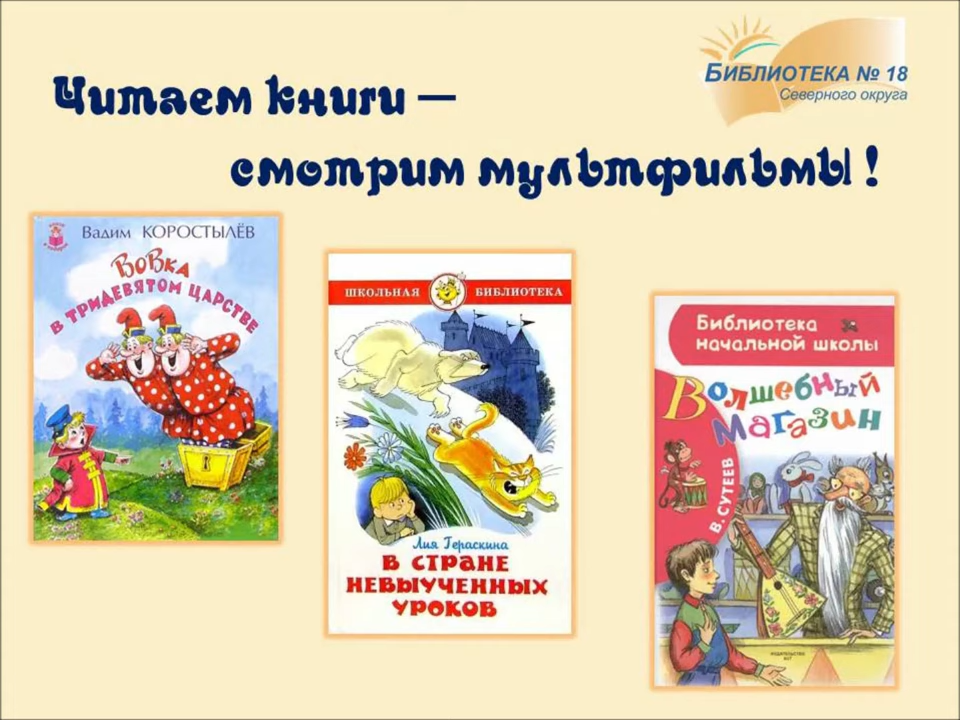 БИБЛИОТЕКА № 18
Северного округа
Читаем книги —
смотрим мультфильмы !
Вадим КОРОСТЫЛЁВ
ВОВКА
В ТРИДЕВЯТОМ ЦАРСТВЕ
ШКОЛЬНАЯ БИБЛИОТЕКА
Лия Гераскина
В СТРАНЕ
НЕВЫУЧЕННЫХ
УРОКОВ
Библиотека
начальной школы
Волшебный
магазин
В. СУТЕЕВ